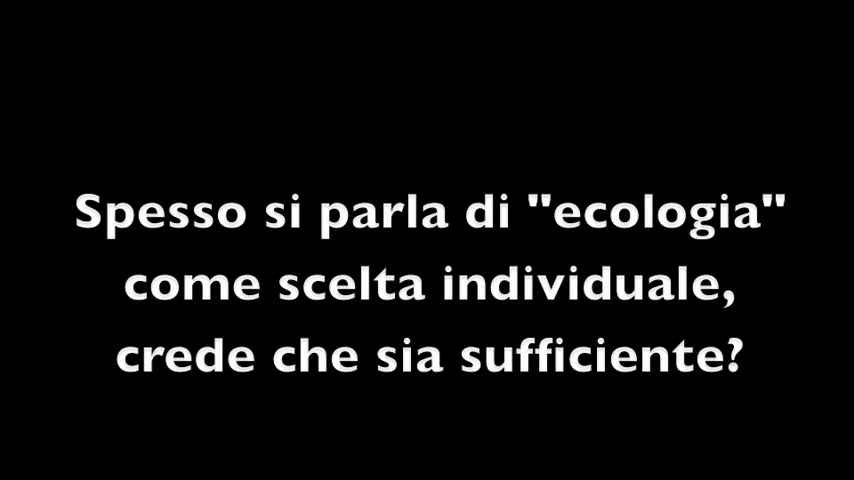 Spesso si parla di "ecologia"
come scelta individuale,
crede che sia sufficiente?